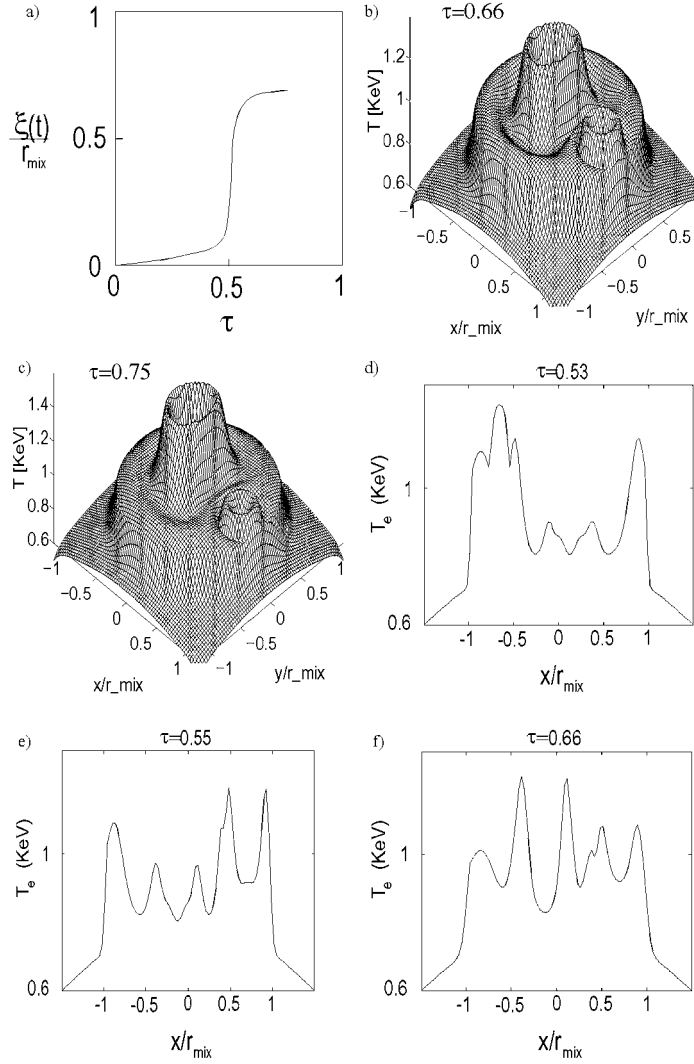 a)
1
0.5
0
ξ(t)
r_mix
0
0.5
1
τ
b)
τ=0.66
1.2
1
0.8
0.6
T [KeV]
−1
−0.5
0
0.5
1
x/r_mix
−1
−0.5
0
0.5
1
y/r_mix
c)
τ=0.75
1.4
1.2
1
0.8
0.6
T [KeV]
−1
−0.5
0
0.5
1
x/r_mix
−1
−0.5
0
0.5
1
y/r_mix
d)
τ=0.53
1
0.6
T_e (KeV)
-1 -0.5 0 0.5 1
x/r_mix
e)
τ=0.55
1
0.6
T_e (KeV)
-1 -0.5 0 0.5 1
x/r_mix
f)
τ=0.66
1
0.6
T_e (KeV)
-1 -0.5 0 0.5 1
x/r_mix